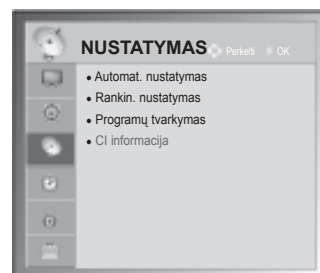 NUSTATYMAS Perkelti OK
• Automat. nustatymas
• Rankin. nustatymas
• Programų tvarkymas
• CI informacija